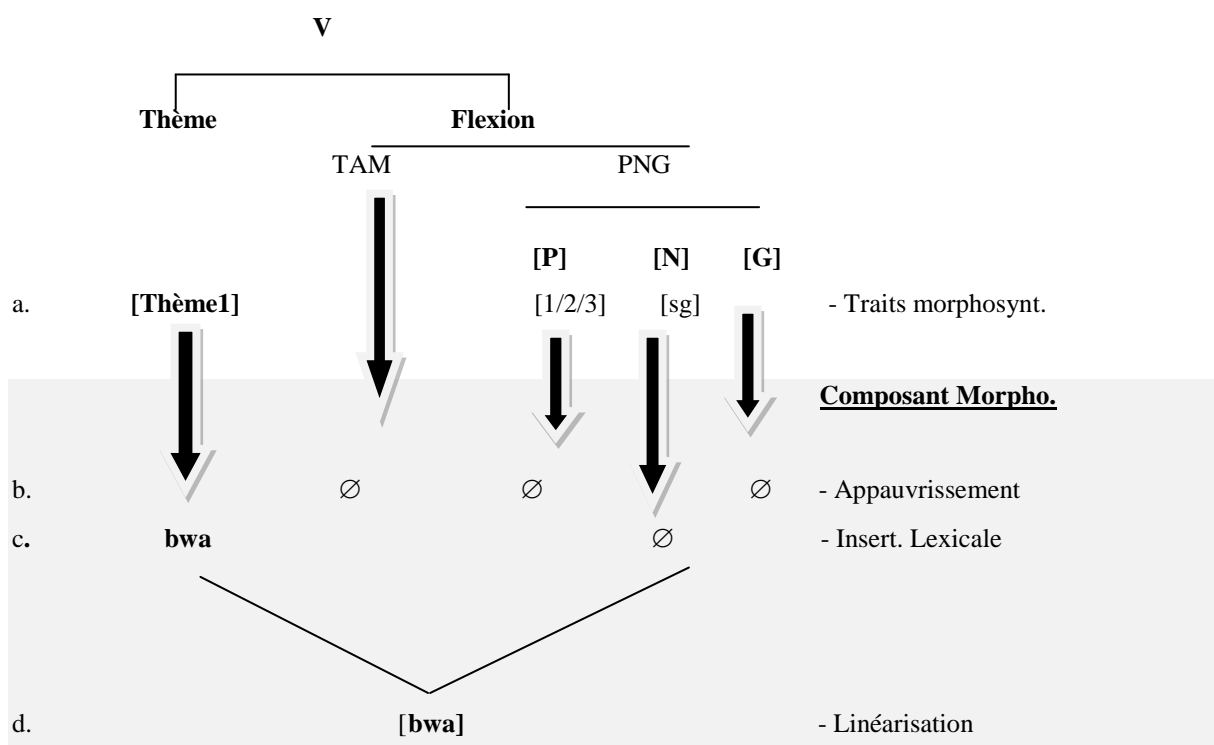 V
Thème Flexion
TAM PNG
[P] [N] [G]
a. [Thème1] [1/2/3] [sg] - Traits morphosynt.
Composant Morpho.
b. ∅ ∅ ∅ - Appauvrissement
c. bwa ∅ - Insert. Lexicale
d. [bwa] - Linéarisation